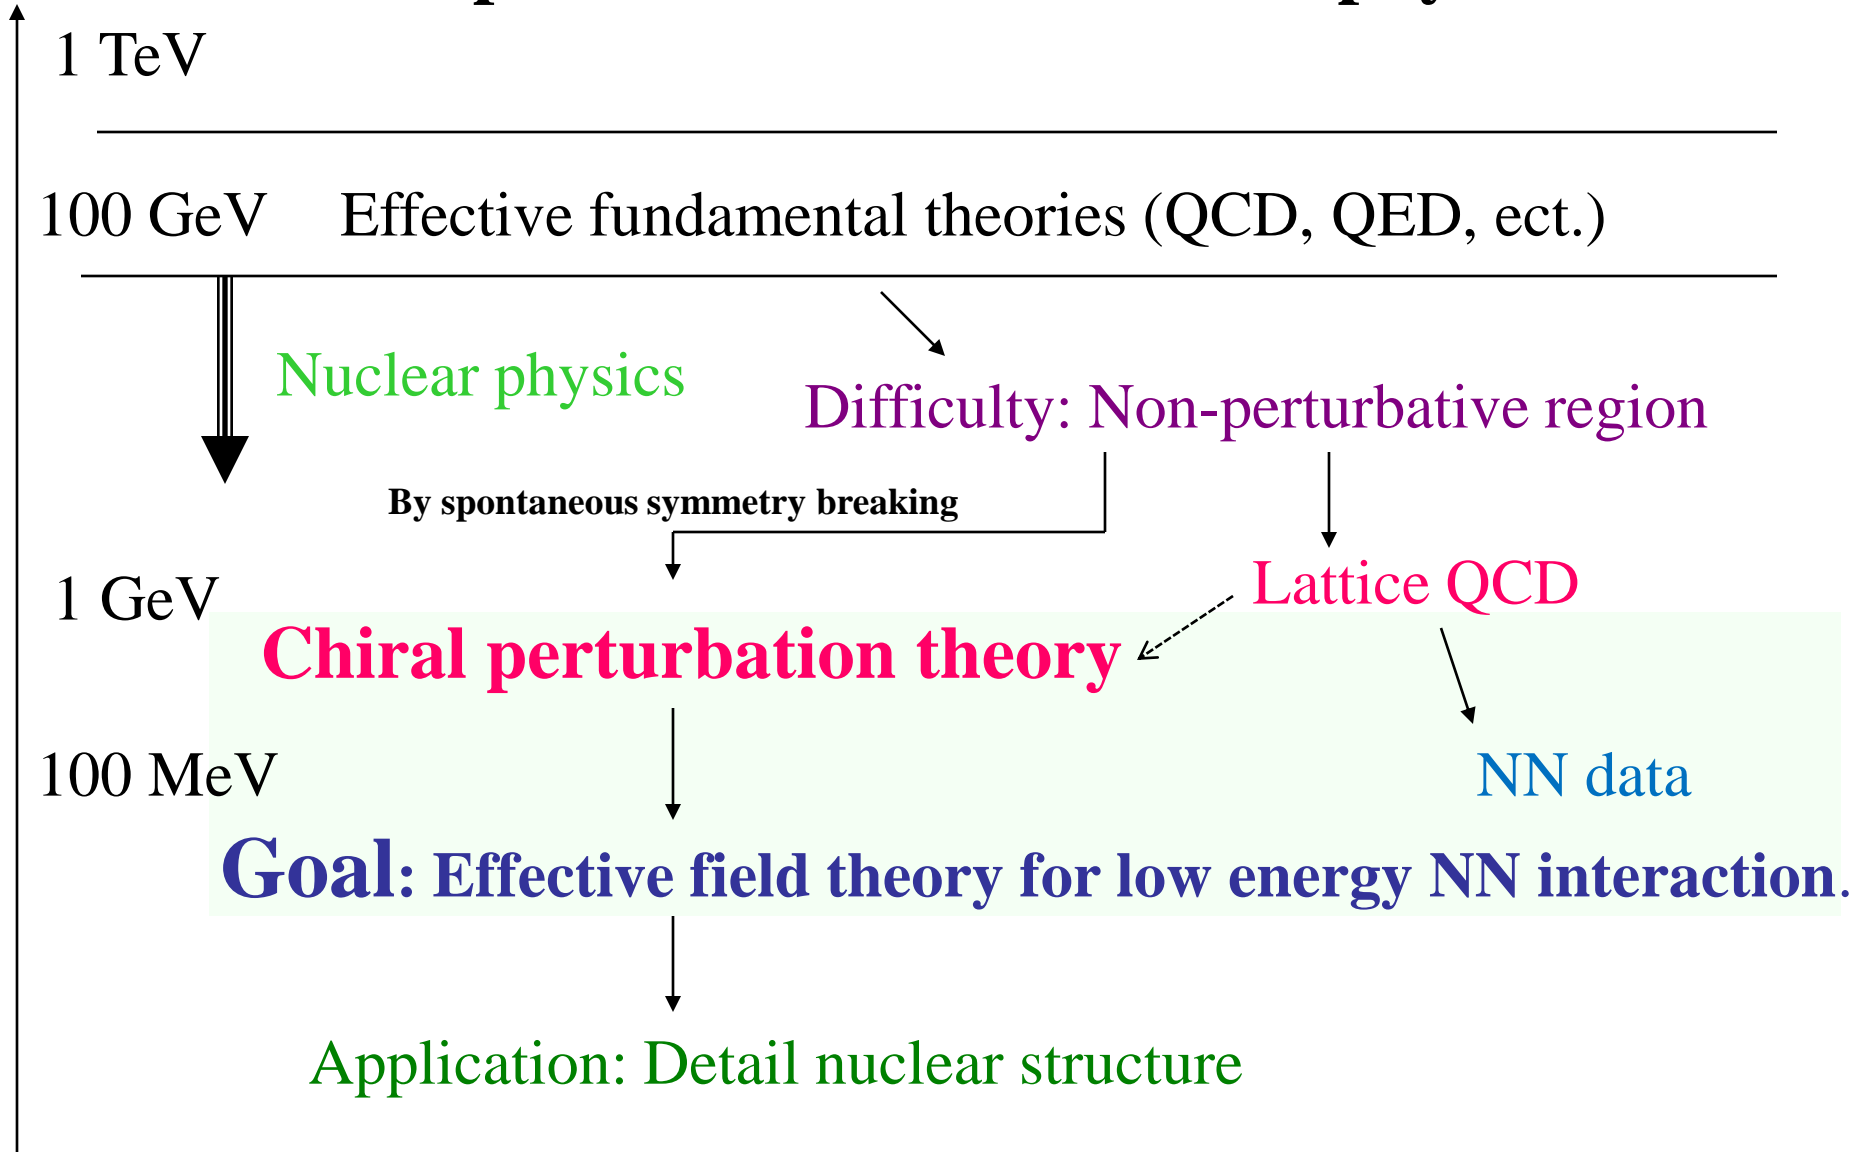 1 TeV
100 GeV Effective fundamental theories (QCD, QED, ect.)
Nuclear physics
Difficulty: Non-perturbative region
By spontaneous symmetry breaking
1 GeV
Lattice QCD
Chiral perturbation theory
100 MeV
NN data
Goal: Effective field theory for low energy NN interaction.
Application: Detail nuclear structure